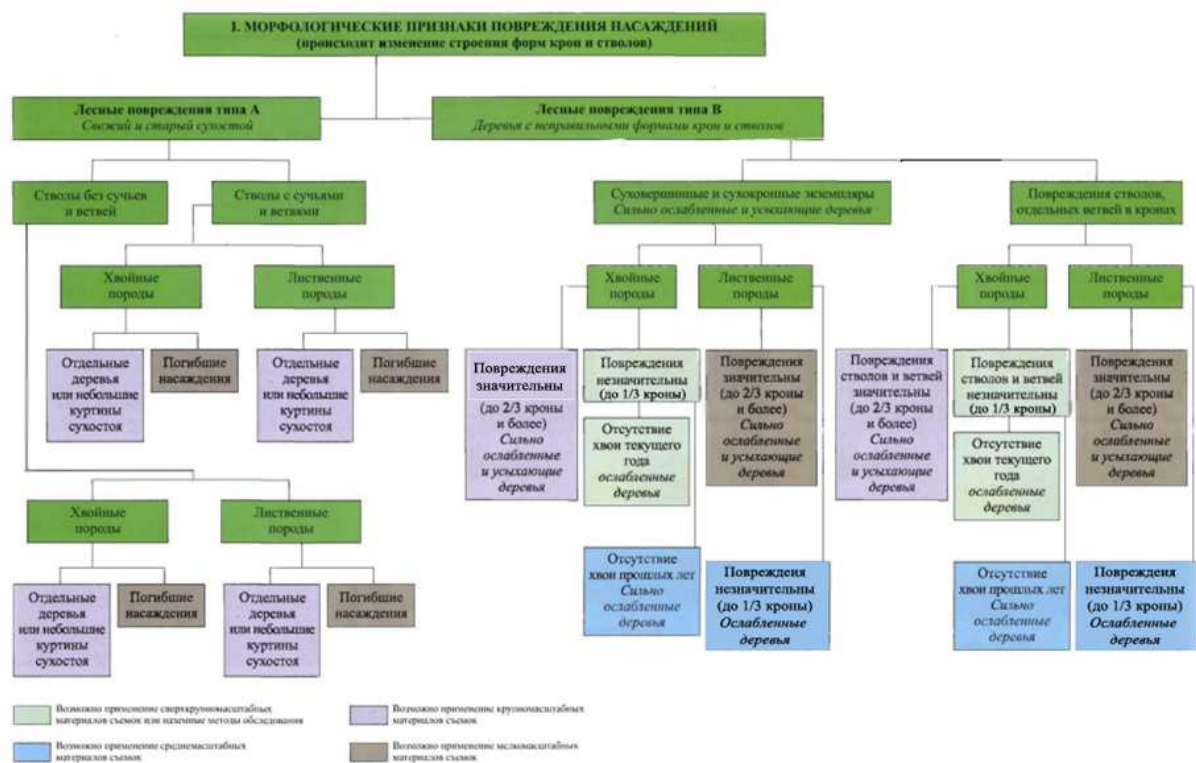 I. МОРФОЛОГИЧЕСКИЕ ПРИЗНАКИ ПОВРЕЖДЕНИЯ НАСАЖДЕНИЙ
(происходит изменение строения форм крон и стволов)
Лесные повреждения типа А
Свежий и старый сухостой
Лесные повреждения типа В
Деревья с неправильными формами крон и стволов
Стволы без сучьев
и ветвей
Стволы с сучьями
и ветвями
Суховершинные и сухокронные экземпляры
Сильно ослабленные и усыхающие деревья
Повреждения стволов,
отдельных ветвей в кронах
Хвойные
породы
Лиственные
породы
Хвойные
породы
Лиственные
породы
Хвойные
породы
Лиственные
породы
Отдельные
деревья
или небольшие
куртины
сухостоя
Погибшие
насаждения
Отдельные
деревья
или небольшие
куртины
сухостоя
Погибшие
насаждения
Повреждения
значительны
(до 2/3 кроны
и более)
Сильно
ослабленные
и усыхающие
деревья
Повреждения
незначительны
(до 1/3 кроны)
Отсутствие
хвои текущего
года
ослабленные
деревья
Повреждения
значительны
(до 2/3 кроны
и более)
Сильно
ослабленные
и усыхающие
деревья
Повреждения
стволов и ветвей
значительны
(до 2/3 кроны
и более)
Сильно
ослабленные
и усыхающие
деревья
Повреждения
стволов и ветвей
незначительны
(до 1/3 кроны)
Отсутствие
хвои текущего
года
ослабленные
деревья
Повреждения
значительны
(до 2/3 кроны
и более)
Сильно
ослабленные
и усыхающие
деревья
Хвойные
породы
Лиственные
породы
Отдельные
деревья
или небольшие
куртины
сухостоя
Погибшие
насаждения
Отдельные
деревья
или небольшие
куртины
сухостоя
Погибшие
насаждения
Отсутствие
хвои прошлых лет
Сильно
ослабленные
деревья
Повреждеия
незначительны
(до 1/3 кроны)
Ослабленные
деревья
Отсутствие
хвои прошлых лет
Сильно
ослабленные
деревья
Повреждеия
незначительны
(до 1/3 кроны)
Ослабленные
деревья
Возможно применение сверхкрупномасштабных
материалов съемок или наземные методы обследования
Возможно применение крупномасштабных
материалов съемок
Возможно применение среднемасштабных
материалов съемок
Возможно применение мелкомасштабных
материалов съемок